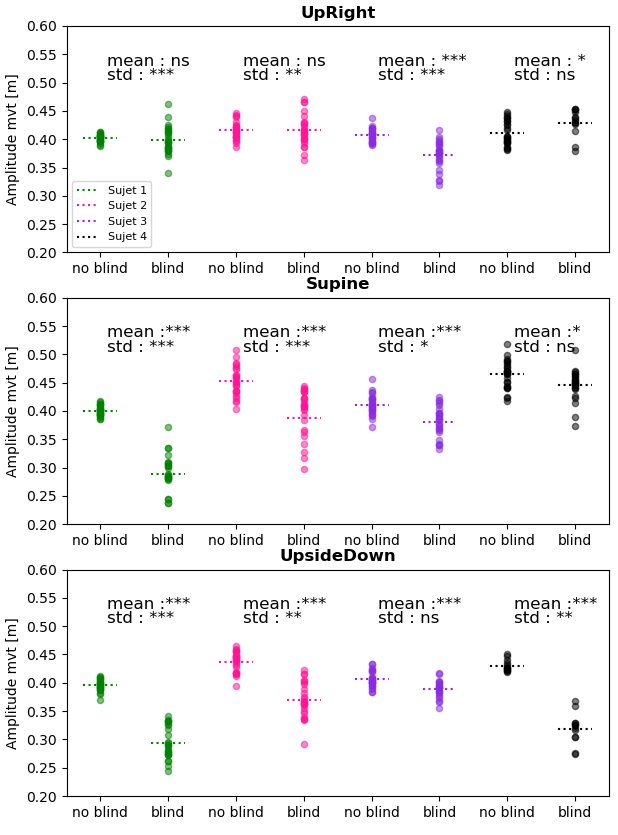 UpRight
Amplitude mvt [m]
0.60
0.55
0.50
0.45
0.40
0.35
0.30
0.25
0.20
mean : ns
std : ***
mean : ns
std : **
mean : ***
std : ***
mean : *
std : ns
Sujet 1
Sujet 2
Sujet 3
Sujet 4
no blind blind no blind blind no blind blind no blind blind
Supine
Amplitude mvt [m]
0.60
0.55
0.50
0.45
0.40
0.35
0.30
0.25
0.20
mean :***
std : ***
mean :***
std : ***
mean :***
std : *
mean :*
std : ns
no blind blind no blind blind no blind blind no blind blind
UpsideDown
Amplitude mvt [m]
0.60
0.55
0.50
0.45
0.40
0.35
0.30
0.25
0.20
mean :***
std : ***
mean :***
std : **
mean :***
std : ns
mean :***
std : **
no blind blind no blind blind no blind blind no blind blind